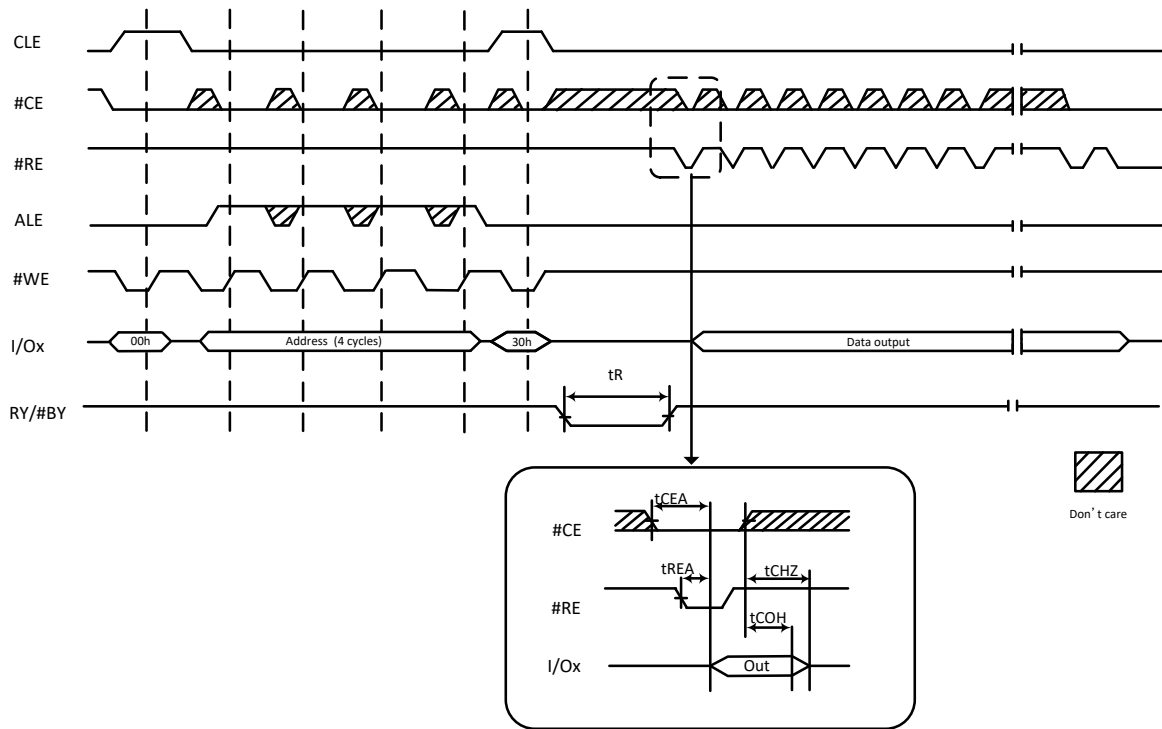 CLE
#CE
#RE
ALE
#WE
I/Ox
00h
Address (4 cycles)
30h
Data output
tR
RY/#BY
Don't care
tCEA
#CE
tREA
tCHZ
#RE
tCOH
I/Ox
Out